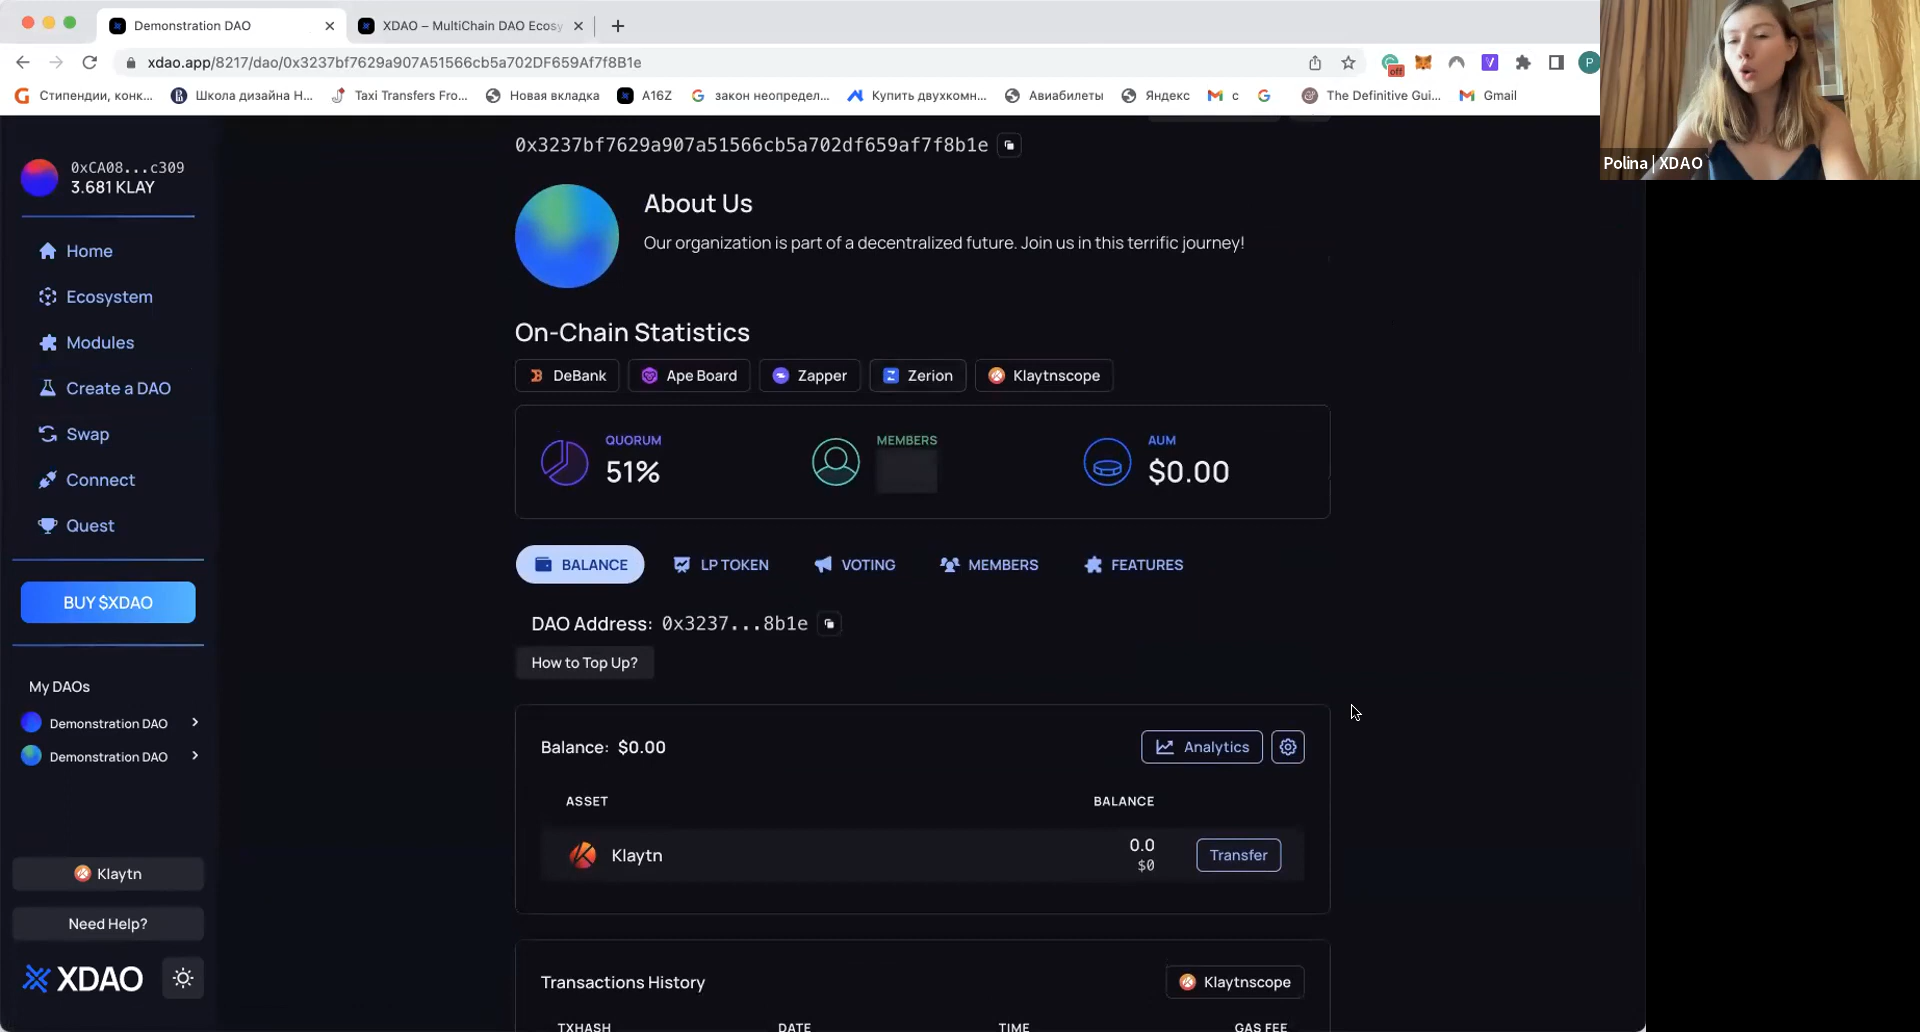 Demonstration DAO
XDAO – MultiChain DAO Ecosy
xdao.app/8217/dao/0x3237bf7629a907A51566cb5a702DF659Af7f8B1e
off
P
Стипендии, конк...
Школа дизайна Н...
Taxi Transfers Fro...
Новая вкладка
A16Z
закон неопредел...
Купить двухкомн...
Авиабилеты
Яндекс
с
The Definitive Gui...
Gmail
Polina | XDAO
0xCA08...c309
3.681 KLAY
Home
Ecosystem
Modules
Create a DAO
Swap
Connect
Quest
BUY $XDAO
My DAOs
Demonstration DAO
Demonstration DAO
Klaytn
Need Help?
XDAO
0x3237bf7629a907a51566cb5a702df659af7f8b1e
About Us
Our organization is part of a decentralized future. Join us in this terrific journey!
On-Chain Statistics
DeBank
Ape Board
Zapper
Zerion
Klaytnscope
QUORUM
51%
MEMBERS
AUM
$0.00
BALANCE
LP TOKEN
VOTING
MEMBERS
FEATURES
DAO Address: 0x3237...8b1e
How to Top Up?
Balance: $0.00
Analytics
ASSET
BALANCE
Klaytn
0.0
$0
Transfer
Transactions History
Klaytnscope
TXHASH
DATE
TIME
GAS FEE